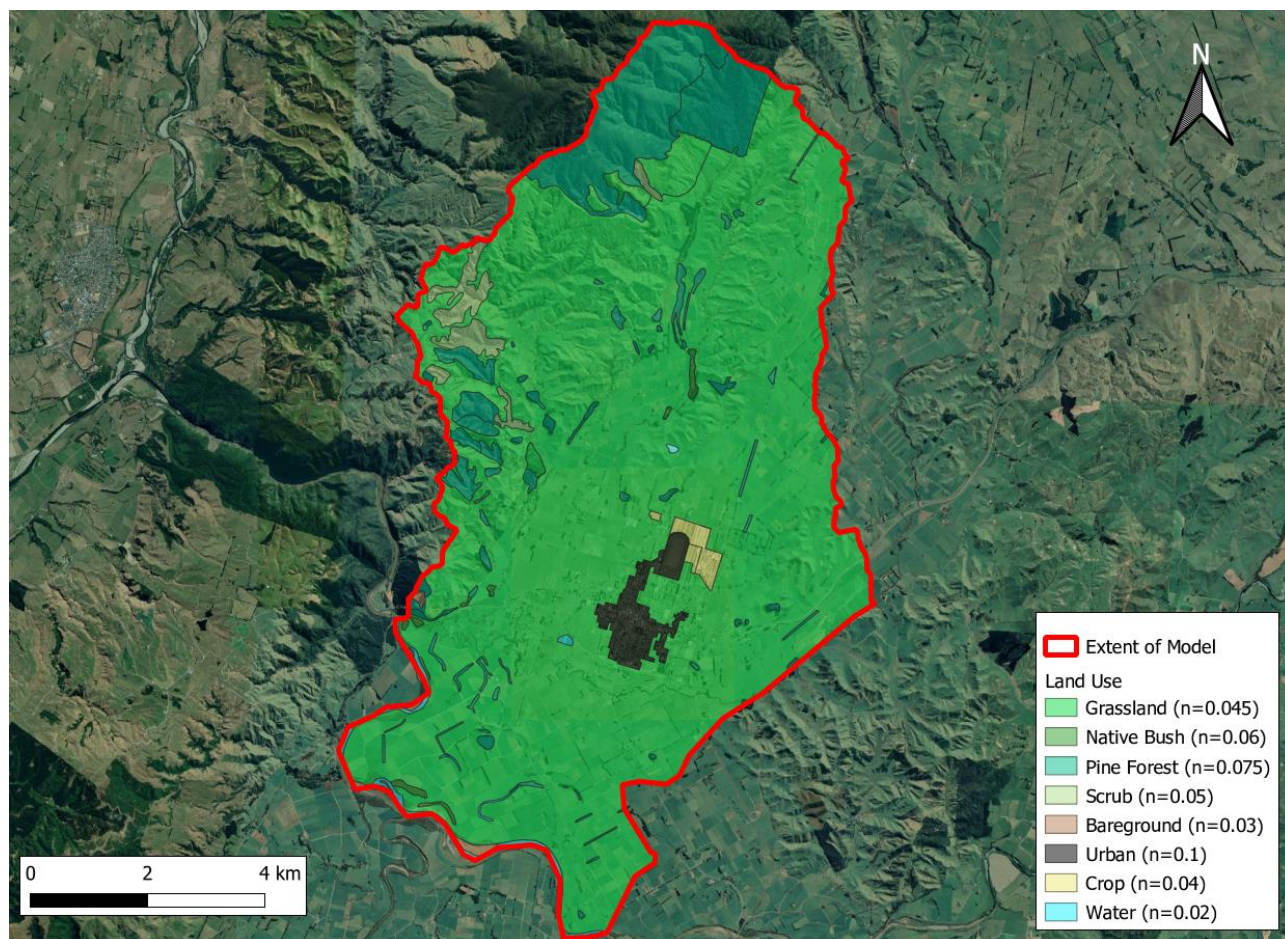 N
Extent of Model
Land Use
Grassland (n=0.045)
Native Bush (n=0.06)
Pine Forest (n=0.075)
Scrub (n=0.05)
Bareground (n=0.03)
Urban (n=0.1)
Crop (n=0.04)
Water (n=0.02)
0 2 4 km